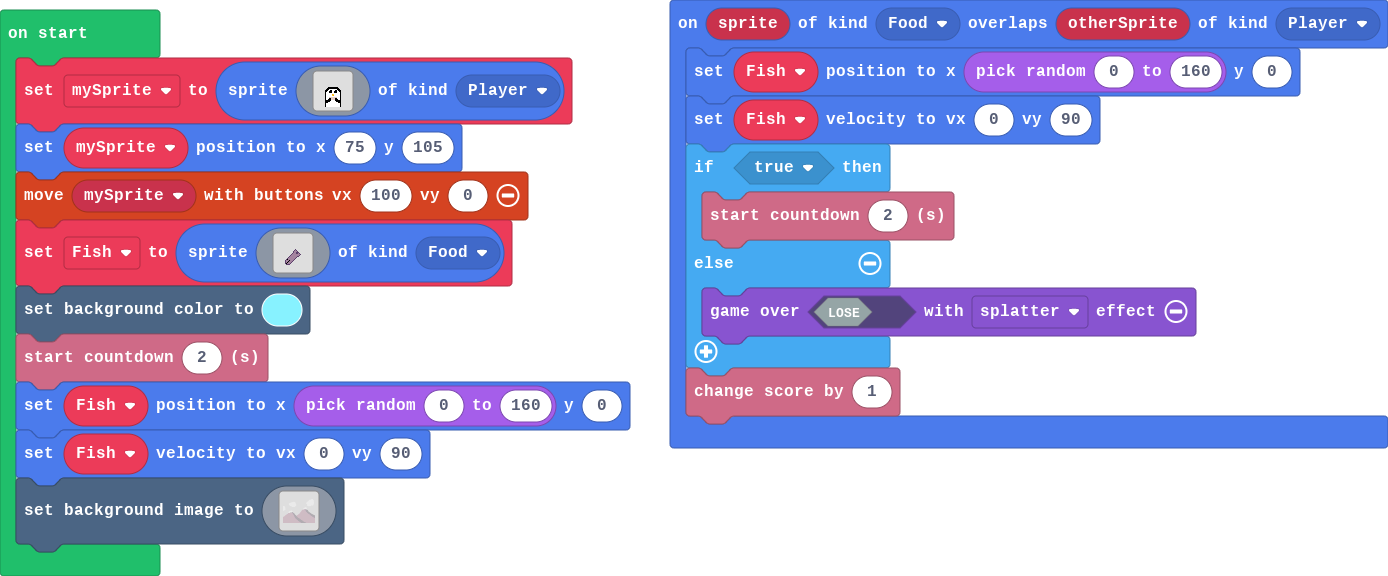 on start
set mySprite to sprite of kind Player
set mySprite position to x 75 y 105
move mySprite with buttons vx 100 vy 0
set Fish to sprite of kind Food
set background color to
start countdown 2 (s)
set Fish position to x pick random 0 to 160 y 0
set Fish velocity to vx 0 vy 90
set background image to
on sprite of kind Food overlaps otherSprite of kind Player
set Fish position to x pick random 0 to 160 y 0
set Fish velocity to vx 0 vy 90
if true then
start countdown 2 (s)
else
game over LOSE with splatter effect
change score by 1